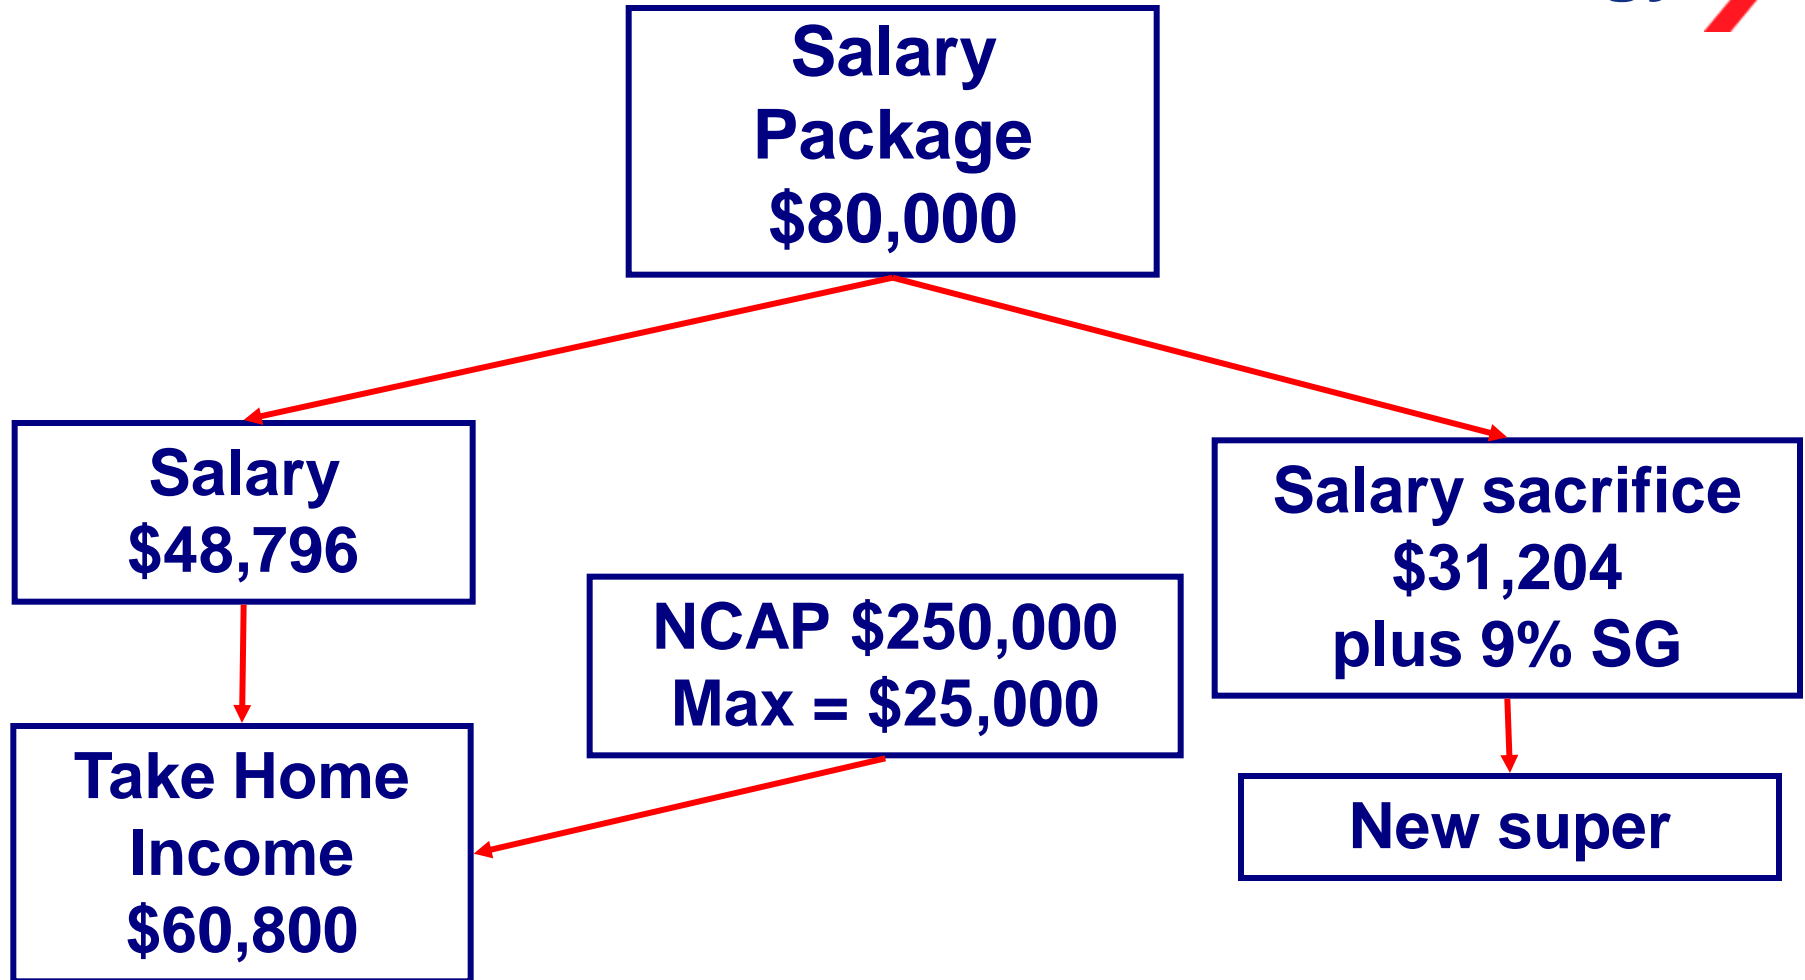 Salary
Package
$80,000
Salary
$48,796
Salary sacrifice
$31,204
plus 9% SG
NCAP $250,000
Max = $25,000
Take Home
Income
$60,800
New super